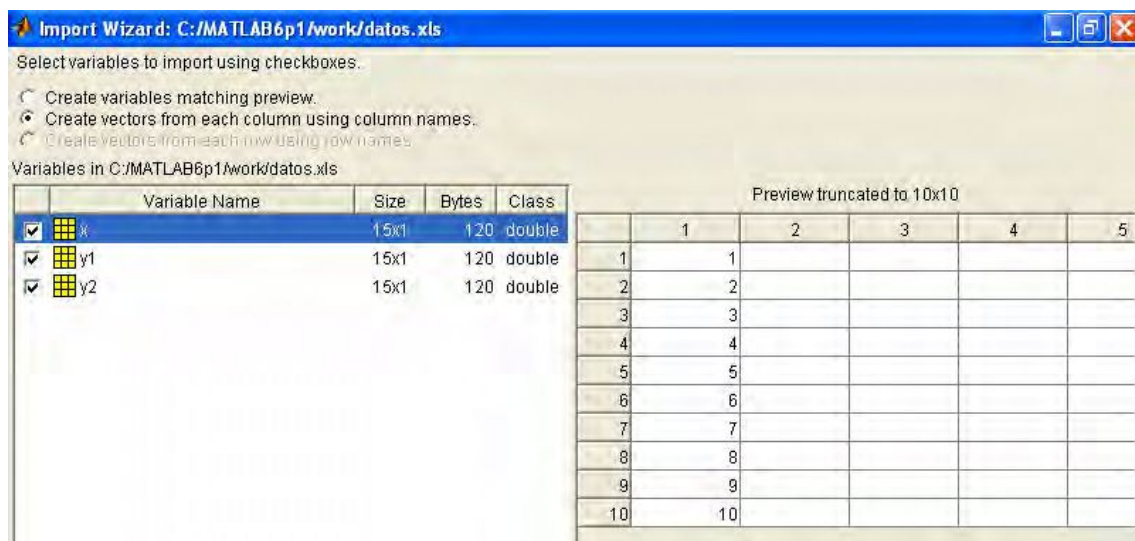 Import Wizard: C:/MATLAB6p1/work/datos.xls
Select variables to import using checkboxes.
Create variables matching preview.
Create vectors from each column using column names.
Create vectors from each row using row names.
Variables in C:/MATLAB6p1/work/datos.xls
Variable Name Size Bytes Class
x 15x1 120 double
y1 15x1 120 double
y2 15x1 120 double
Preview truncated to 10x10
1 2 3 4 5
1 1
2 2
3 3
4 4
5 5
6 6
7 7
8 8
9 9
10 10